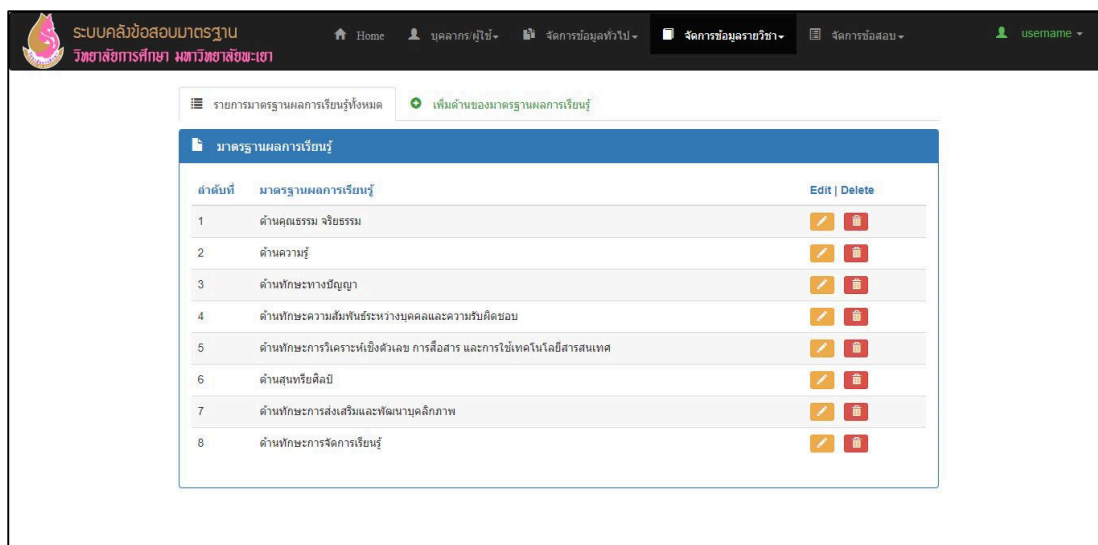 ระบบคลังข้อสอบมาตรฐาน
วิทยาลัยการศึกษา มหาวิทยาลัยพะเยา
Home บุคลากร/ผู้ใช้ จัดการข้อมูลทั่วไป จัดการข้อมูลรายวิชา จัดการข้อสอบ username
รายการมาตรฐานผลการเรียนรู้ทั้งหมด เพิ่มด้านของมาตรฐานผลการเรียนรู้
มาตรฐานผลการเรียนรู้
ลำดับที่ มาตรฐานผลการเรียนรู้ Edit | Delete
1 ด้านคุณธรรม จริยธรรม
2 ด้านความรู้
3 ด้านทักษะทางปัญญา
4 ด้านทักษะความสัมพันธ์ระหว่างบุคคลและความรับผิดชอบ
5 ด้านทักษะการวิเคราะห์เชิงตัวเลข การสื่อสาร และการใช้เทคโนโลยีสารสนเทศ
6 ด้านสุนทรียศิลป์
7 ด้านทักษะการส่งเสริมและพัฒนาบุคลิกภาพ
8 ด้านทักษะการจัดการเรียนรู้